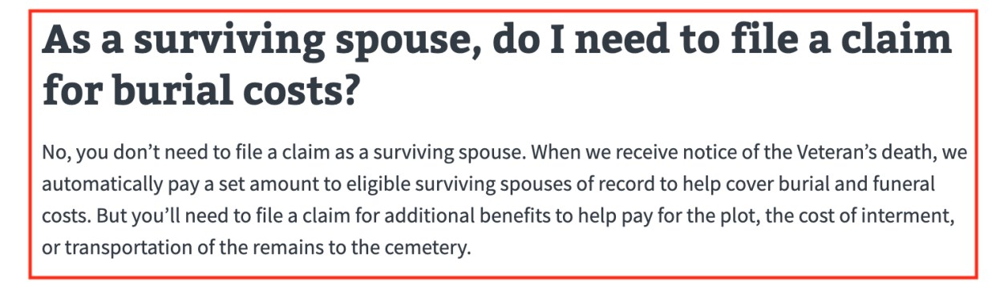 As a surviving spouse, do I need to file a claim
for burial costs?
No, you don’t need to file a claim as a surviving spouse. When we receive notice of the Veteran’s death, we
automatically pay a set amount to eligible surviving spouses of record to help cover burial and funeral
costs. But you’ll need to file a claim for additional benefits to help pay for the plot, the cost of interment,
or transportation of the remains to the cemetery.